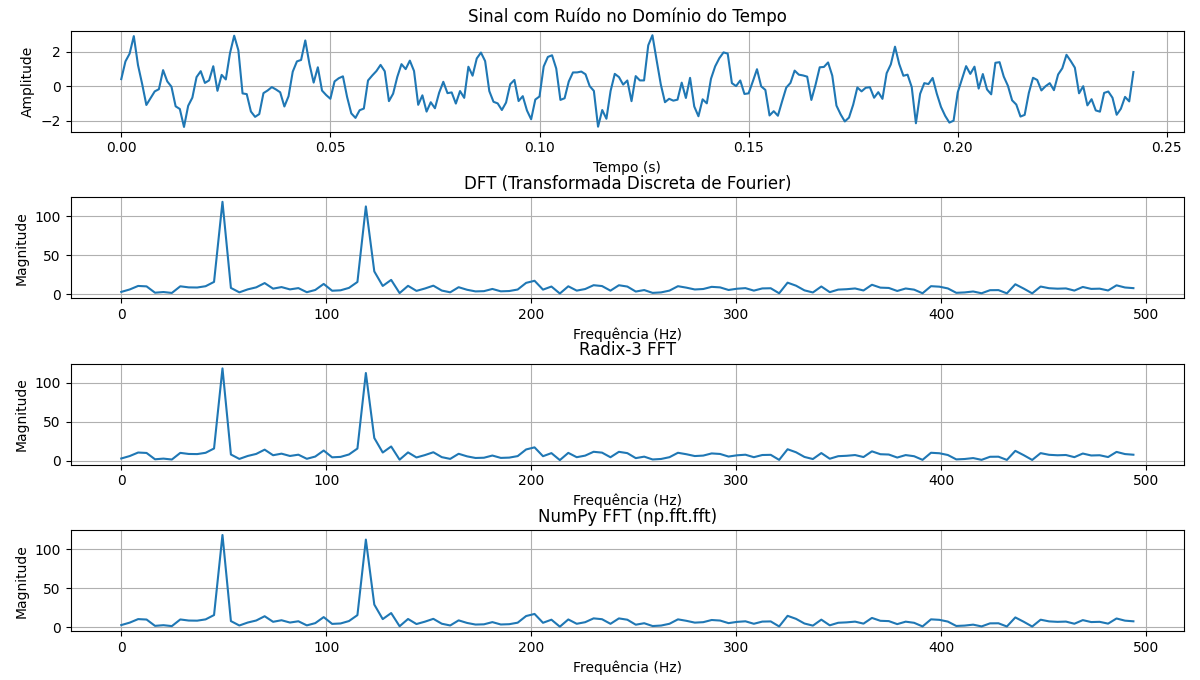 Sinal com Ruído no Domínio do Tempo
Amplitude
2
0
−2
0.00 0.05 0.10 0.15 0.20 0.25
Tempo (s)
DFT (Transformada Discreta de Fourier)
Magnitude
100
50
0
0 100 200 300 400 500
Frequência (Hz)
Radix-3 FFT
Magnitude
100
50
0
0 100 200 300 400 500
Frequência (Hz)
NumPy FFT (np.fft.fft)
Magnitude
100
50
0
0 100 200 300 400 500
Frequência (Hz)